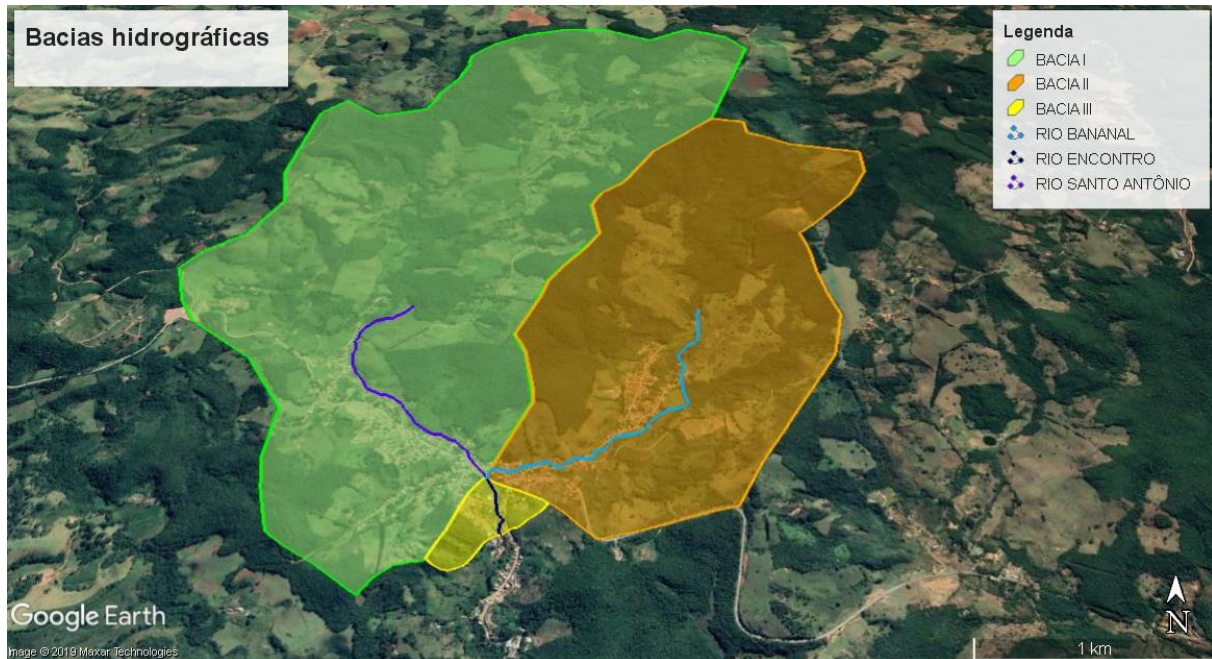 Bacias hidrográficas
Legenda
BACIA I
BACIA II
BACIA III
RIO BANANAL
RIO ENCONTRO
RIO SANTO ANTÔNIO
Google Earth
Image © 2019 Maxar Technologies
N
1 km